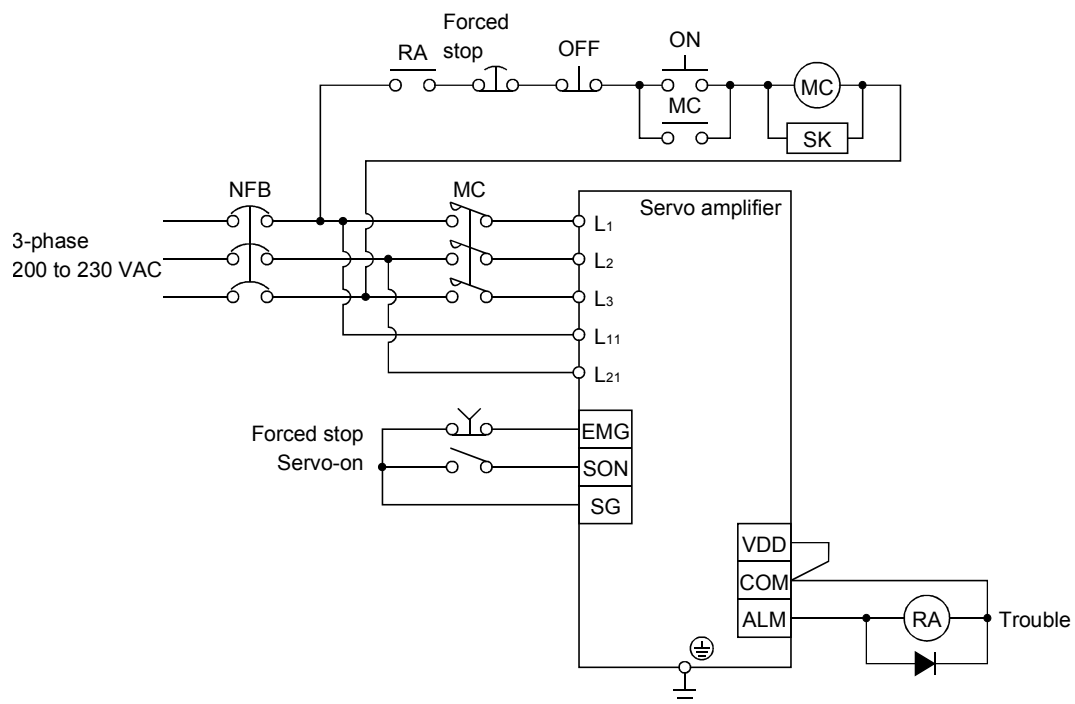 Forced
stop
RA
OFF
ON
MC
MC
SK
NFB
MC
Servo amplifier
3-phase
200 to 230 VAC
L1
L2
L3
L11
L21
Forced stop
Servo-on
EMG
SON
SG
VDD
COM
ALM
RA
Trouble